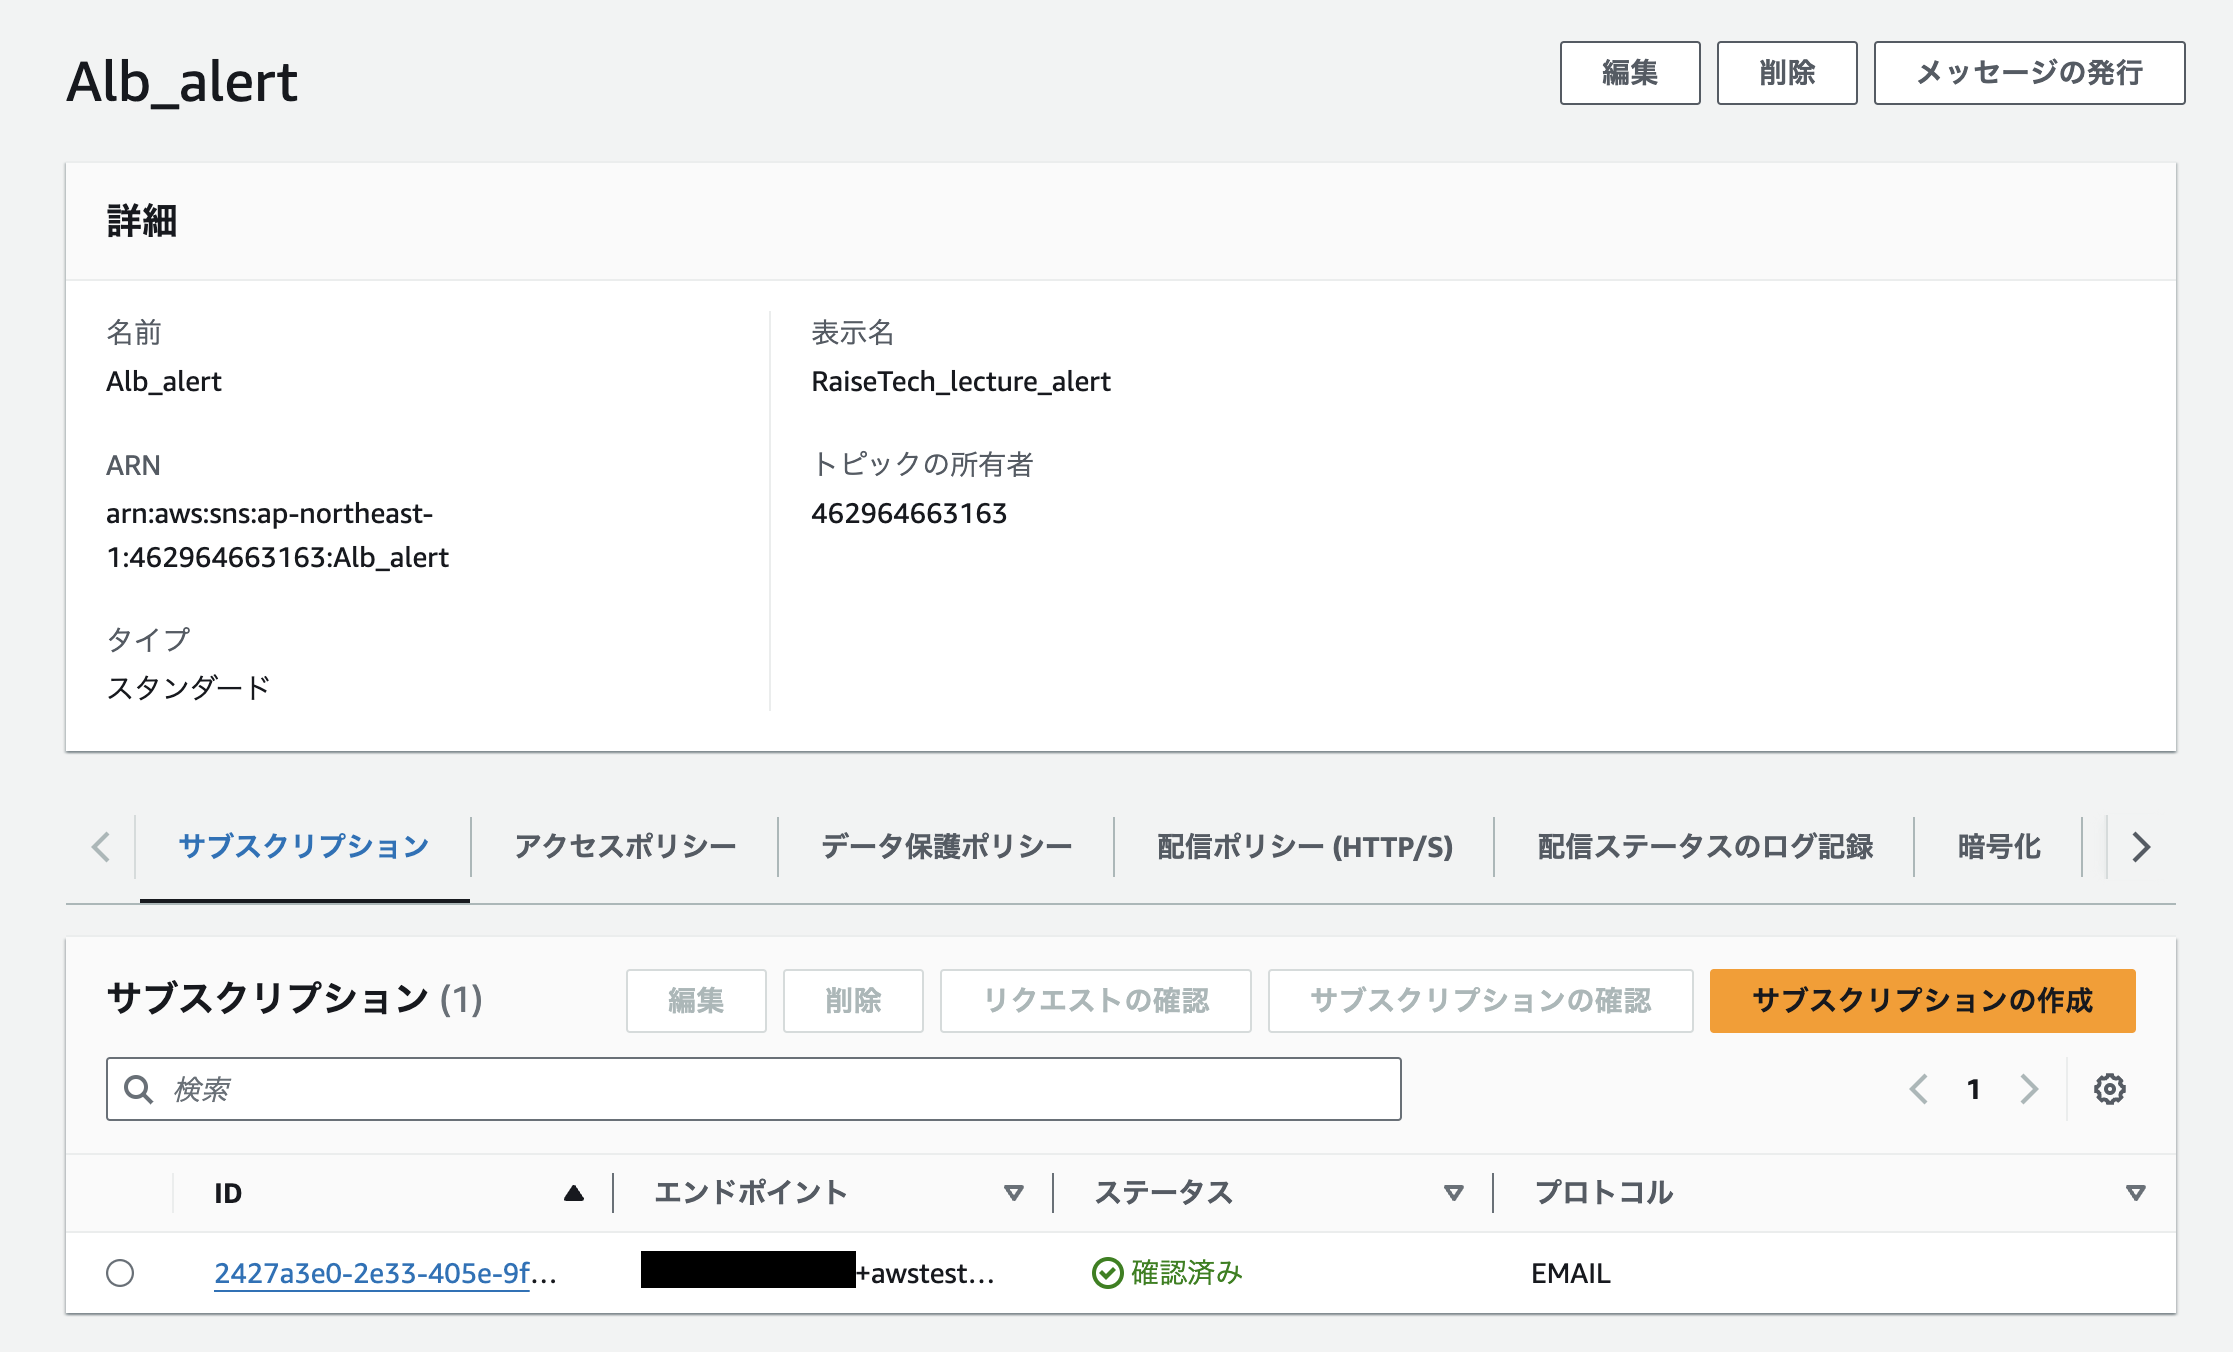 Alb_alert
編集
削除
メッセージの発行
詳細
名前
Alb_alert
表示名
RaiseTech_lecture_alert
ARN
arn:aws:sns:ap-northeast-
1:462964663163:Alb_alert
トピックの所有者
462964663163
タイプ
スタンダード
サブスクリプション
アクセスポリシー
データ保護ポリシー
配信ポリシー (HTTP/S)
配信ステータスのログ記録
暗号化
サブスクリプション (1)
編集
削除
リクエストの確認
サブスクリプションの確認
サブスクリプションの作成
検索
1
ID
エンドポイント
ステータス
プロトコル
2427a3e0-2e33-405e-9f...
+awstest...
確認済み
EMAIL